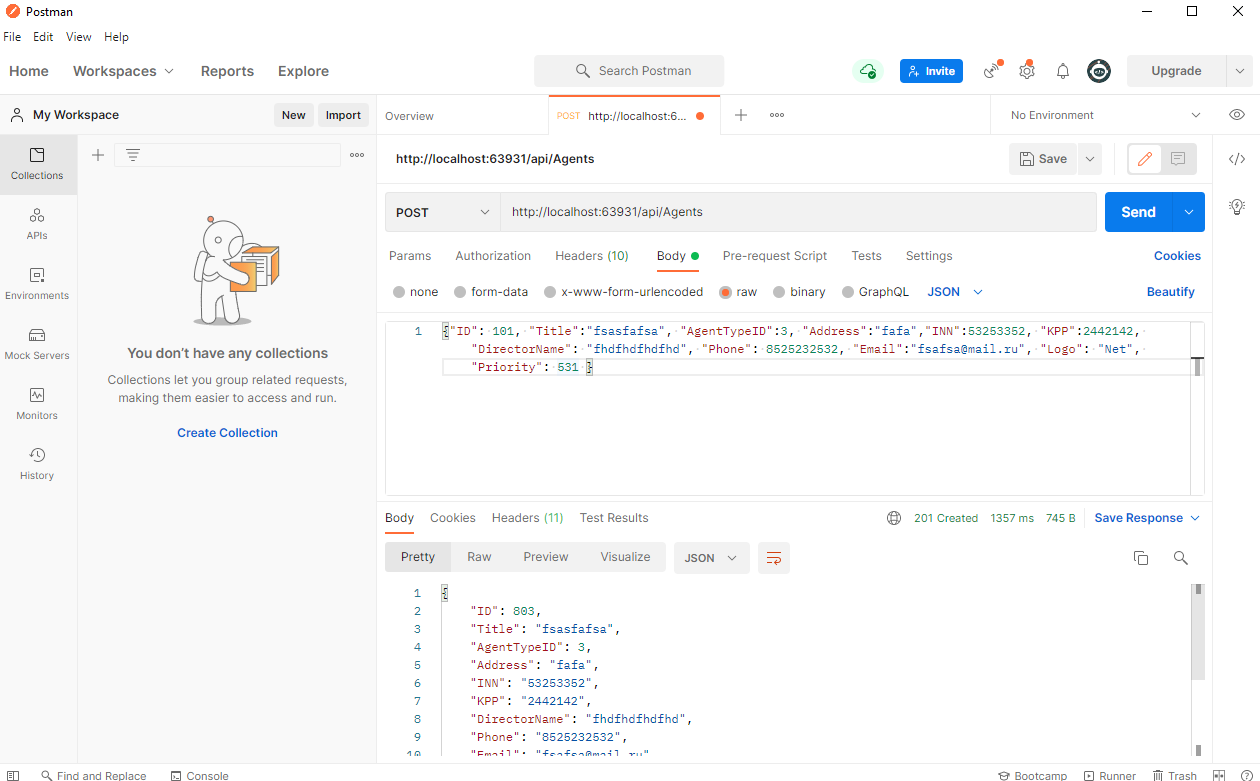 Postman
File Edit View Help
Home Workspaces Reports Explore Search Postman Invite Upgrade
My Workspace New Import Overview POST http://localhost:6... No Environment
Collections
APIs
Environments
Mock Servers
Monitors
History
You don't have any collections
Collections let you group related requests,
making them easier to access and run.
Create Collection
http://localhost:63931/api/Agents Save
POST http://localhost:63931/api/Agents Send
Params Authorization Headers (10) Body Pre-request Script Tests Settings Cookies
none form-data x-www-form-urlencoded raw binary GraphQL JSON Beautify
1 {"ID": 101, "Title":"fsasfafsa", "AgentTypeID":3, "Address":"fafa","INN":53253352, "KPP":2442142,
"DirectorName": "fhdfhdfhdfhd", "Phone": 8525232532, "Email":"fsafsa@mail.ru", "Logo": "Net",
"Priority": 531 }
Body Cookies Headers (11) Test Results 201 Created 1357 ms 745 B Save Response
Pretty Raw Preview Visualize JSON
1 {
2 "ID": 803,
3 "Title": "fsasfafsa",
4 "AgentTypeID": 3,
5 "Address": "fafa",
6 "INN": "53253352",
7 "KPP": "2442142",
8 "DirectorName": "fhdfhdfhdfhd",
9 "Phone": "8525232532",
10 "Email": "fsafsa@mail.ru"
Find and Replace Console Bootcamp Runner Trash